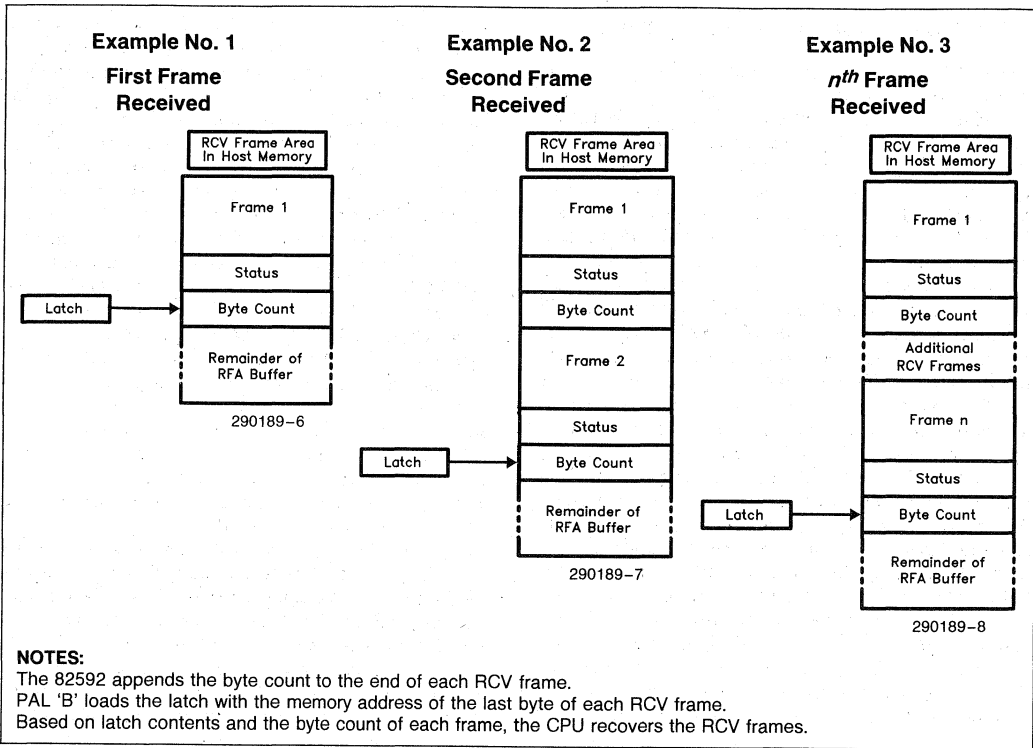 Example No. 1
First Frame
Received
RCV Frame Area
In Host Memory
Frame 1
Status
Latch
Byte Count
Remainder of
RFA Buffer
290189-6
Example No. 2
Second Frame
Received
RCV Frame Area
In Host Memory
Frame 1
Status
Byte Count
Frame 2
Status
Latch
Byte Count
Remainder of
RFA Buffer
290189-7
Example No. 3
nth Frame
Received
RCV Frame Area
In Host Memory
Frame 1
Status
Byte Count
Additional
RCV Frames
Frame n
Status
Latch
Byte Count
Remainder of
RFA Buffer
290189-8
NOTES:
The 82592 appends the byte count to the end of each RCV frame.
PAL 'B' loads the latch with the memory address of the last byte of each RCV frame.
Based on latch contents and the byte count of each frame, the CPU recovers the RCV frames.